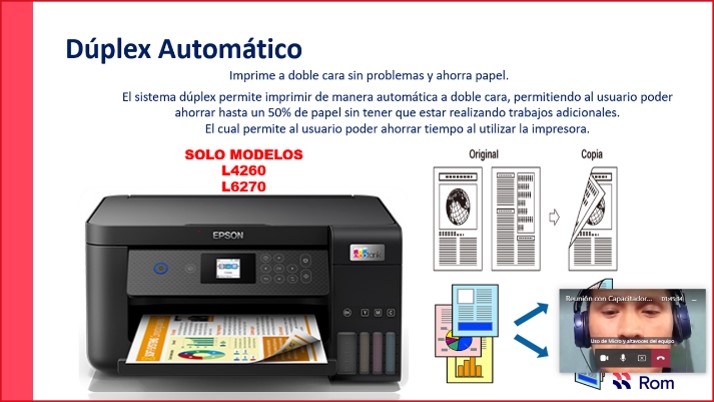 Dúplex Automático
Imprime a doble cara sin problemas y ahorra papel.
El sistema dúplex permite imprimir de manera automática a doble cara, permitiendo al usuario poder
ahorrar hasta un 50% de papel sin tener que estar realizando trabajos adicionales.
El cual permite al usuario poder ahorrar tiempo al utilizar la impresora.
SOLO MODELOS
L4260
L6270
Original
Copia
EPSON
Reunión con Capacitador...
Uso de Micro y altavoces del equipo
Rom